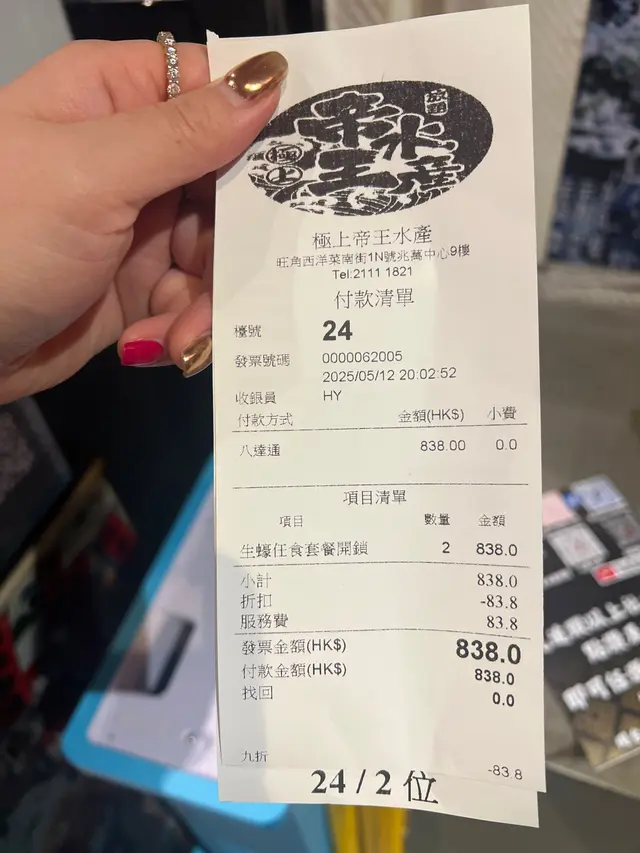 極上
帝王水産
極上帝王水產
旺角西洋菜南街1N號兆萬中心9樓
Tel:2111 1821
付款清單
檯號 24
發票號碼 0000062005
2025/05/12 20:02:52
收銀員 HY
付款方式 金額(HK$) 小費
八達通 838.00 0.0
項目清單
項目 數量 金額
生蠔任食套餐開鎖 2 838.0
小計 838.0
折扣 -83.8
服務費 83.8
發票金額(HK$) 838.0
付款金額(HK$) 838.0
找回 0.0
九折 -83.8
24 / 2 位